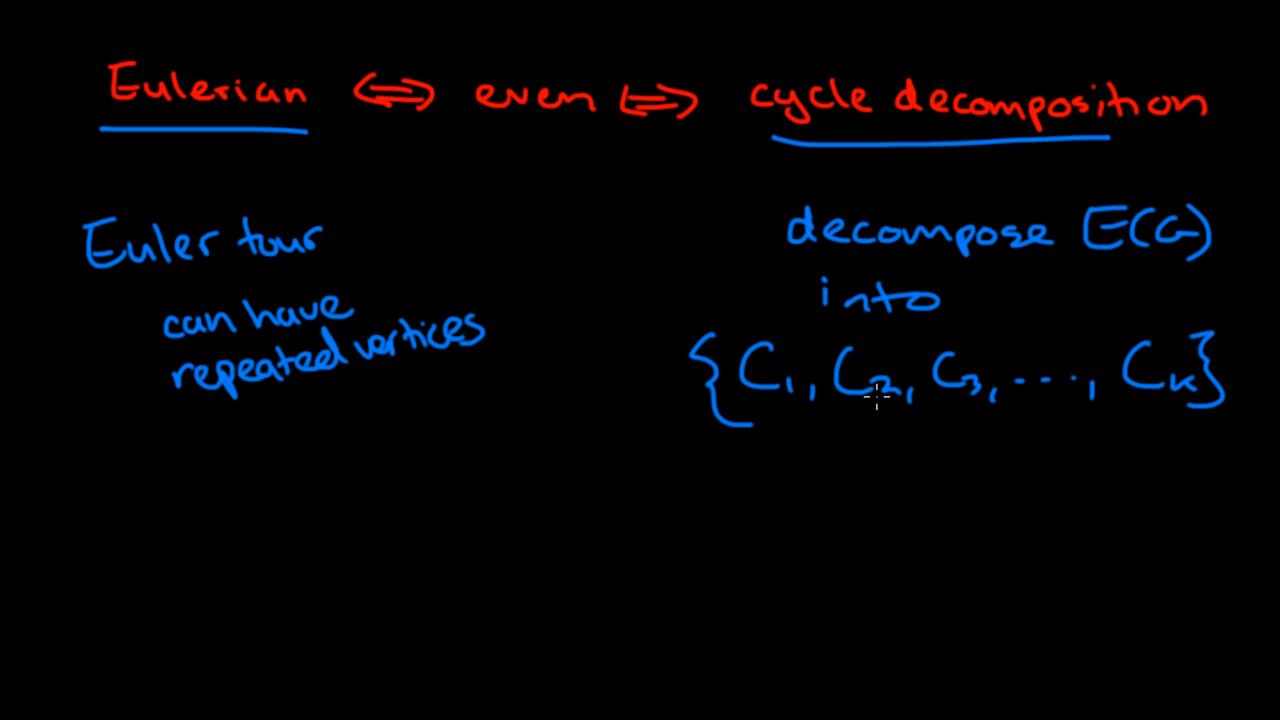 Eulerian ⇔ even ⇔ cycle decomposition
Euler tour
can have
repeated vertices
decompose E(G)
into
{C₁, C₂, C₃, ..., Cₖ}